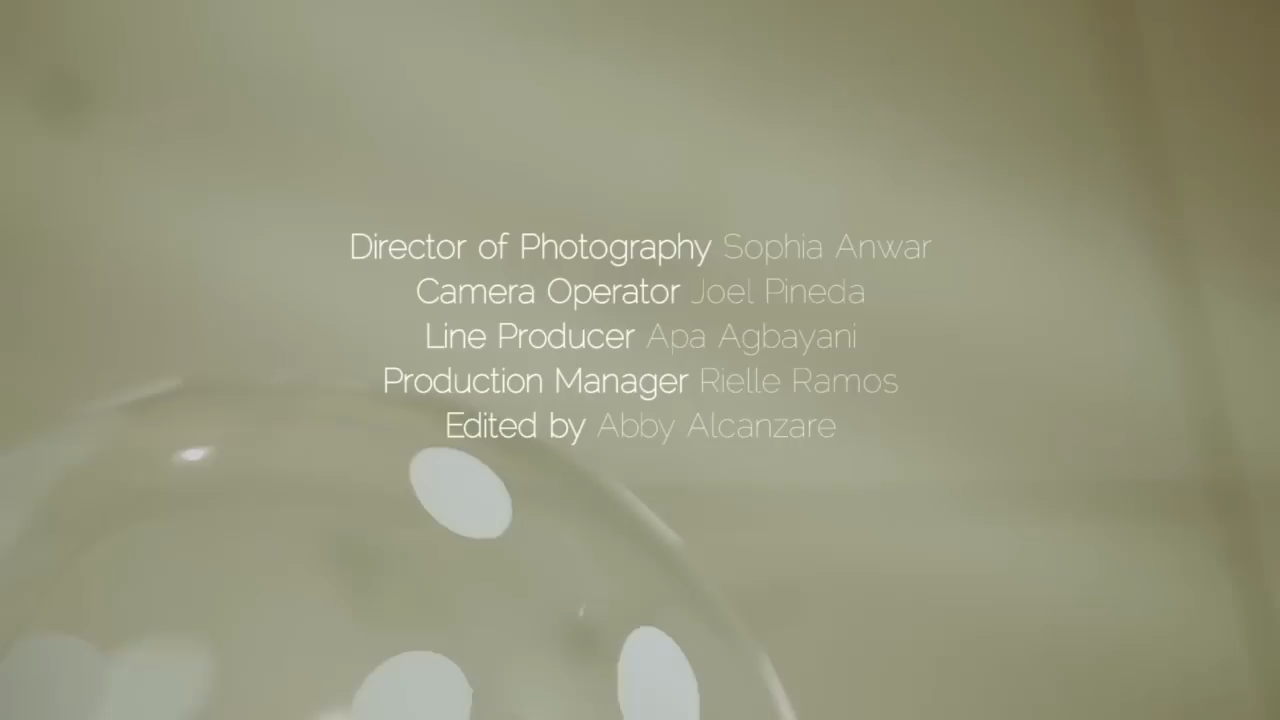 Director of Photography Sophia Anwar
Camera Operator Joel Pineda
Line Producer Apa Agbayani
Production Manager Rielle Ramos
Edited by Abby Alcanzare